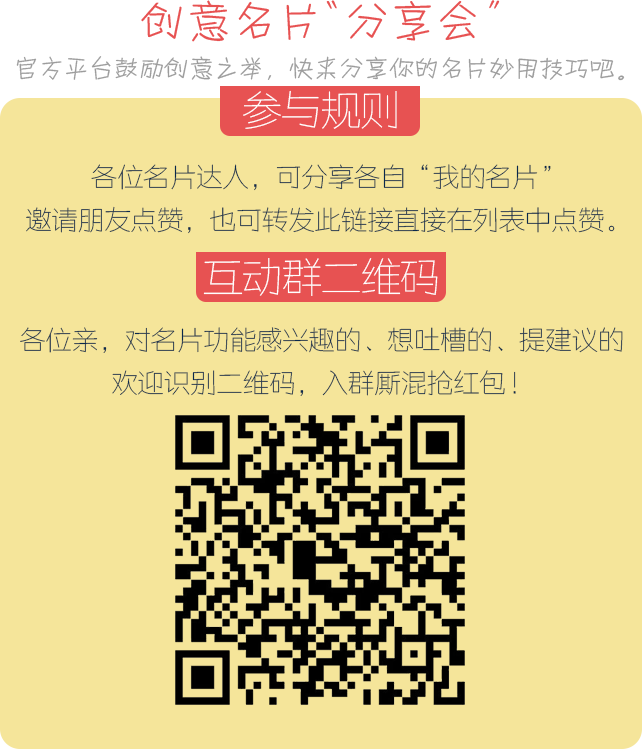 创意名片“分享会”
官方平台鼓励创意之举，快来分享你的名片妙用技巧吧。
参与规则
各位名片达人，可分享各自“我的名片”
邀请朋友点赞，也可转发此链接直接在列表中点赞。
互动群二维码
各位亲，对名片功能感兴趣的、想吐槽的、提建议的
欢迎识别二维码，入群厮混抢红包！